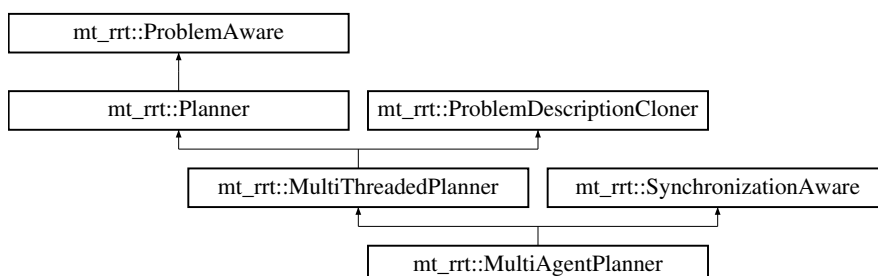 mt_rrt::ProblemAware
mt_rrt::Planner
mt_rrt::ProblemDescriptionCloner
mt_rrt::MultiThreadedPlanner
mt_rrt::SynchronizationAware
mt_rrt::MultiAgentPlanner